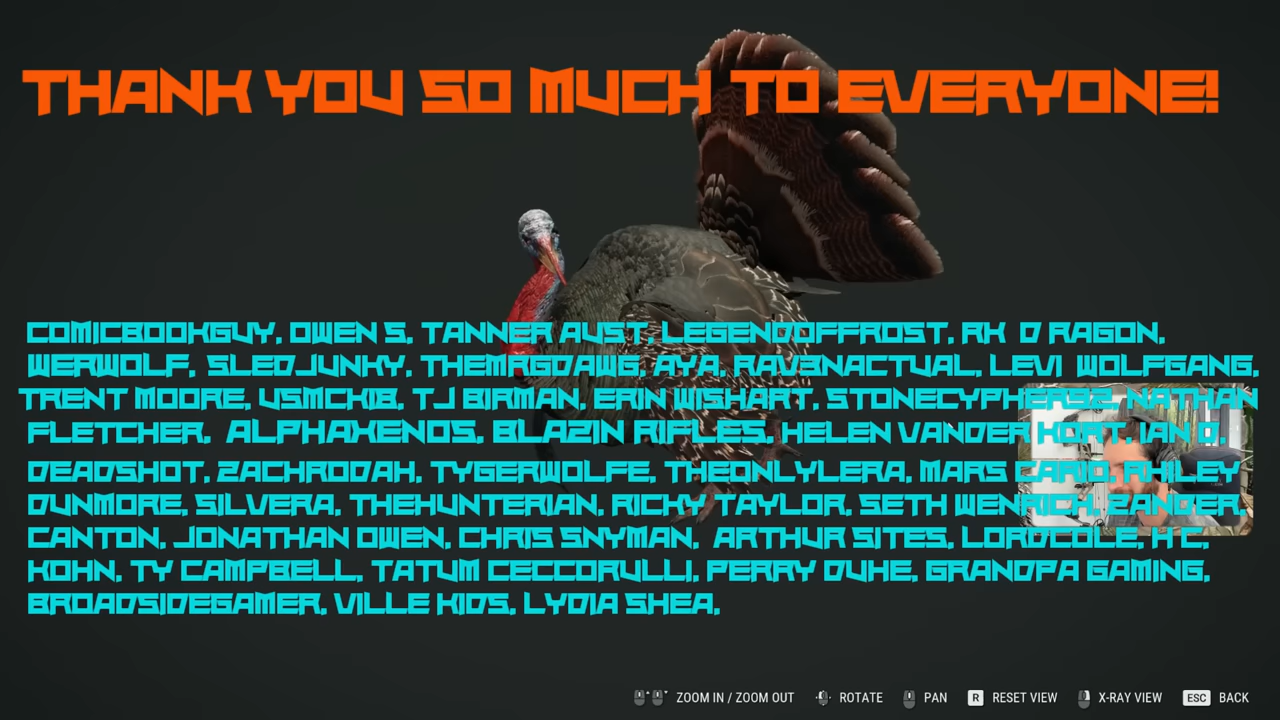 THANK YOU SO MUCH TO EVERYONE!
COMICBOOKGUY, OWEN S, TANNER AUST, LEGENDOFFROST, RK D RAGON,
WERWOLF, SLEDJUNKY, THEMRGDAWG, AYA, RAV3NACTUAL, LEVI WOLFGANG,
TRENT MOORE, USMCKIB, TJ BIRMAN, ERIN WISHART, STONECYPHER92, NATHAN
FLETCHER, ALPHAXENOS, BLAZIN RIFLES, HELEN VANDER KORT, IAN D,
DEADSHOT, ZACHRODAH, TYGERWOLFE, THEONLYLERA, MARS CARIO, RHILEY
DUNMORE, SILVERA, THEHUNTERIAN, RICKY TAYLOR, SETH WENRICH, ZANDER,
CANTON, JONATHAN OWEN, CHRIS SNYMAN, ARTHUR SITES, LORDCOLE, H C,
KOHN, TY CAMPBELL, TATUM CECCORULLI, PERRY DUKE, GRANDPA GAMING,
BROADSIDEGAMER, VILLE KIDS, LYDIA SHEA,
ZOOM IN / ZOOM OUT ROTATE PAN R RESET VIEW X-RAY VIEW ESC BACK